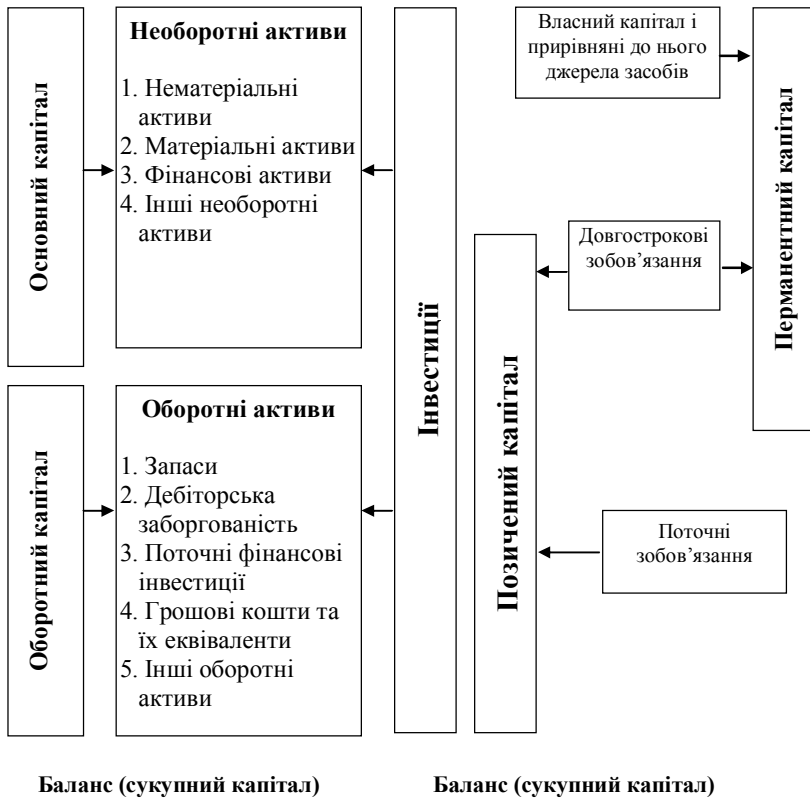 Основний капітал
Необоротні активи
1. Нематеріальні
активи
2. Матеріальні активи
3. Фінансові активи
4. Інші необоротні
активи
Оборотний капітал
Оборотні активи
1. Запаси
2. Дебіторська
заборгованість
3. Поточні фінансові
інвестиції
4. Грошові кошти та
їх еквіваленти
5. Інші оборотні
активи
Інвестиції
Власний капітал і
прирівняні до нього
джерела засобів
Довгострокові
зобов’язання
Позичений капітал
Поточні
зобов’язання
Перманентний капітал
Баланс (сукупний капітал)
Баланс (сукупний капітал)